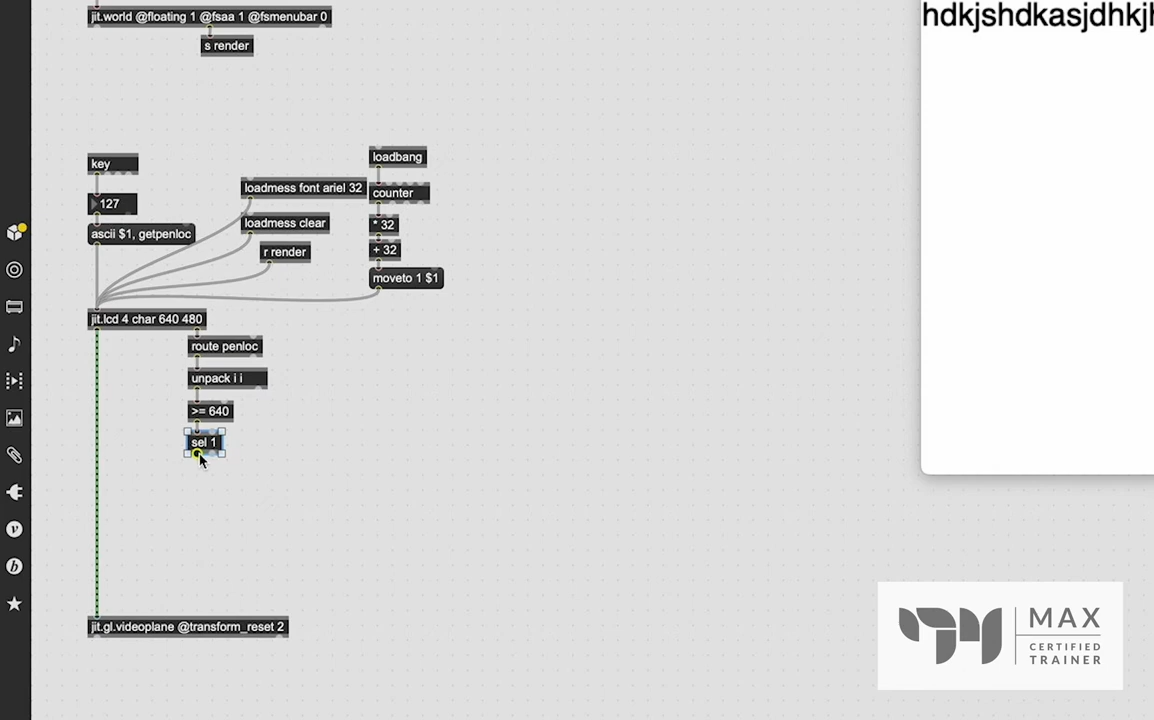 jit.world @floating 1 @fsaa 1 @fsmenubar 0
s render
hdkjshdkasjdhkjh
key
127
ascii $1, getpenloc
loadmess font ariel 32
loadmess clear
r render
loadbang
counter
* 32
+ 32
moveto 1 $1
jit.lcd 4 char 640 480
route penloc
unpack i i
>= 640
sel 1
jit.gl.videoplane @transform_reset 2
MAX
CERTIFIED
TRAINER